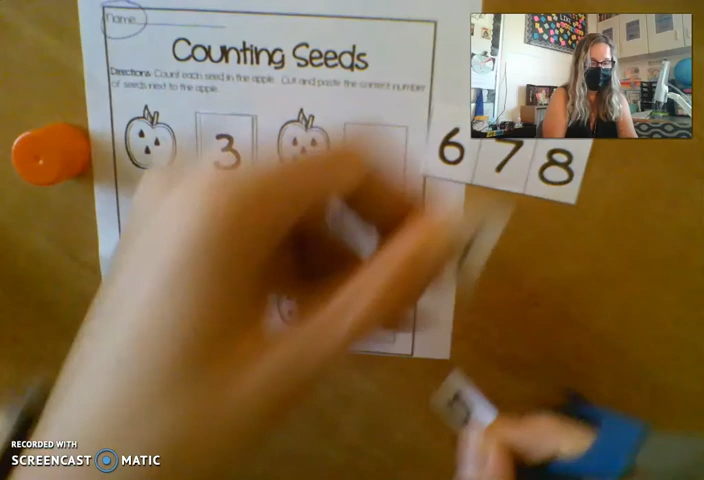 Name
Counting Seeds
Directions: Count each seed in the apple. Cut and paste the correct number
of seeds next to the apple.
3
6 7 8
RECORDED WITH
SCREENCAST MATIC